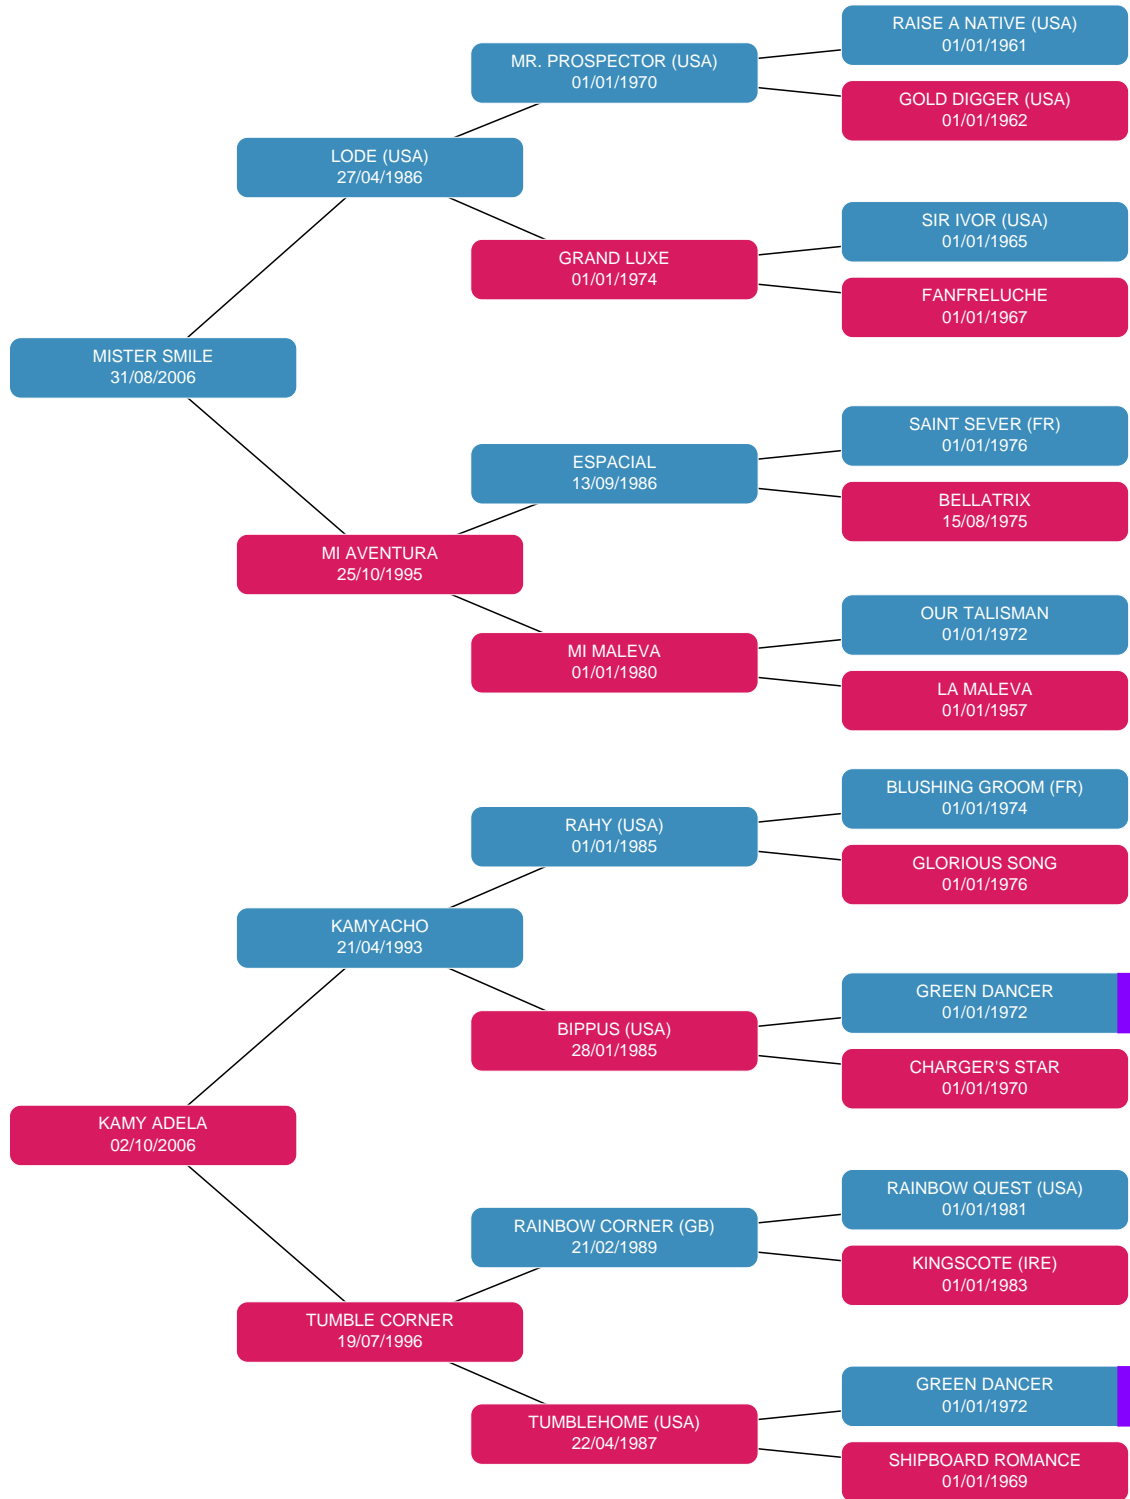 RAISE A NATIVE (USA)
01/01/1961
MR. PROSPECTOR (USA)
01/01/1970
GOLD DIGGER (USA)
01/01/1962
LODE (USA)
27/04/1986
SIR IVOR (USA)
01/01/1965
GRAND LUXE
01/01/1974
FANFRELUCHE
01/01/1967
MISTER SMILE
31/08/2006
SAINT SEVER (FR)
01/01/1976
ESPACIAL
13/09/1986
BELLATRIX
15/08/1975
MI AVENTURA
25/10/1995
OUR TALISMAN
01/01/1972
MI MALEVA
01/01/1980
LA MALEVA
01/01/1957
BLUSHING GROOM (FR)
01/01/1974
RAHY (USA)
01/01/1985
GLORIOUS SONG
01/01/1976
KAMYACHO
21/04/1993
GREEN DANCER
01/01/1972
BIPPUS (USA)
28/01/1985
CHARGER'S STAR
01/01/1970
KAMY ADELA
02/10/2006
RAINBOW QUEST (USA)
01/01/1981
RAINBOW CORNER (GB)
21/02/1989
KINGSCOTE (IRE)
01/01/1983
TUMBLE CORNER
19/07/1996
GREEN DANCER
01/01/1972
TUMBLEHOME (USA)
22/04/1987
SHIPBOARD ROMANCE
01/01/1969